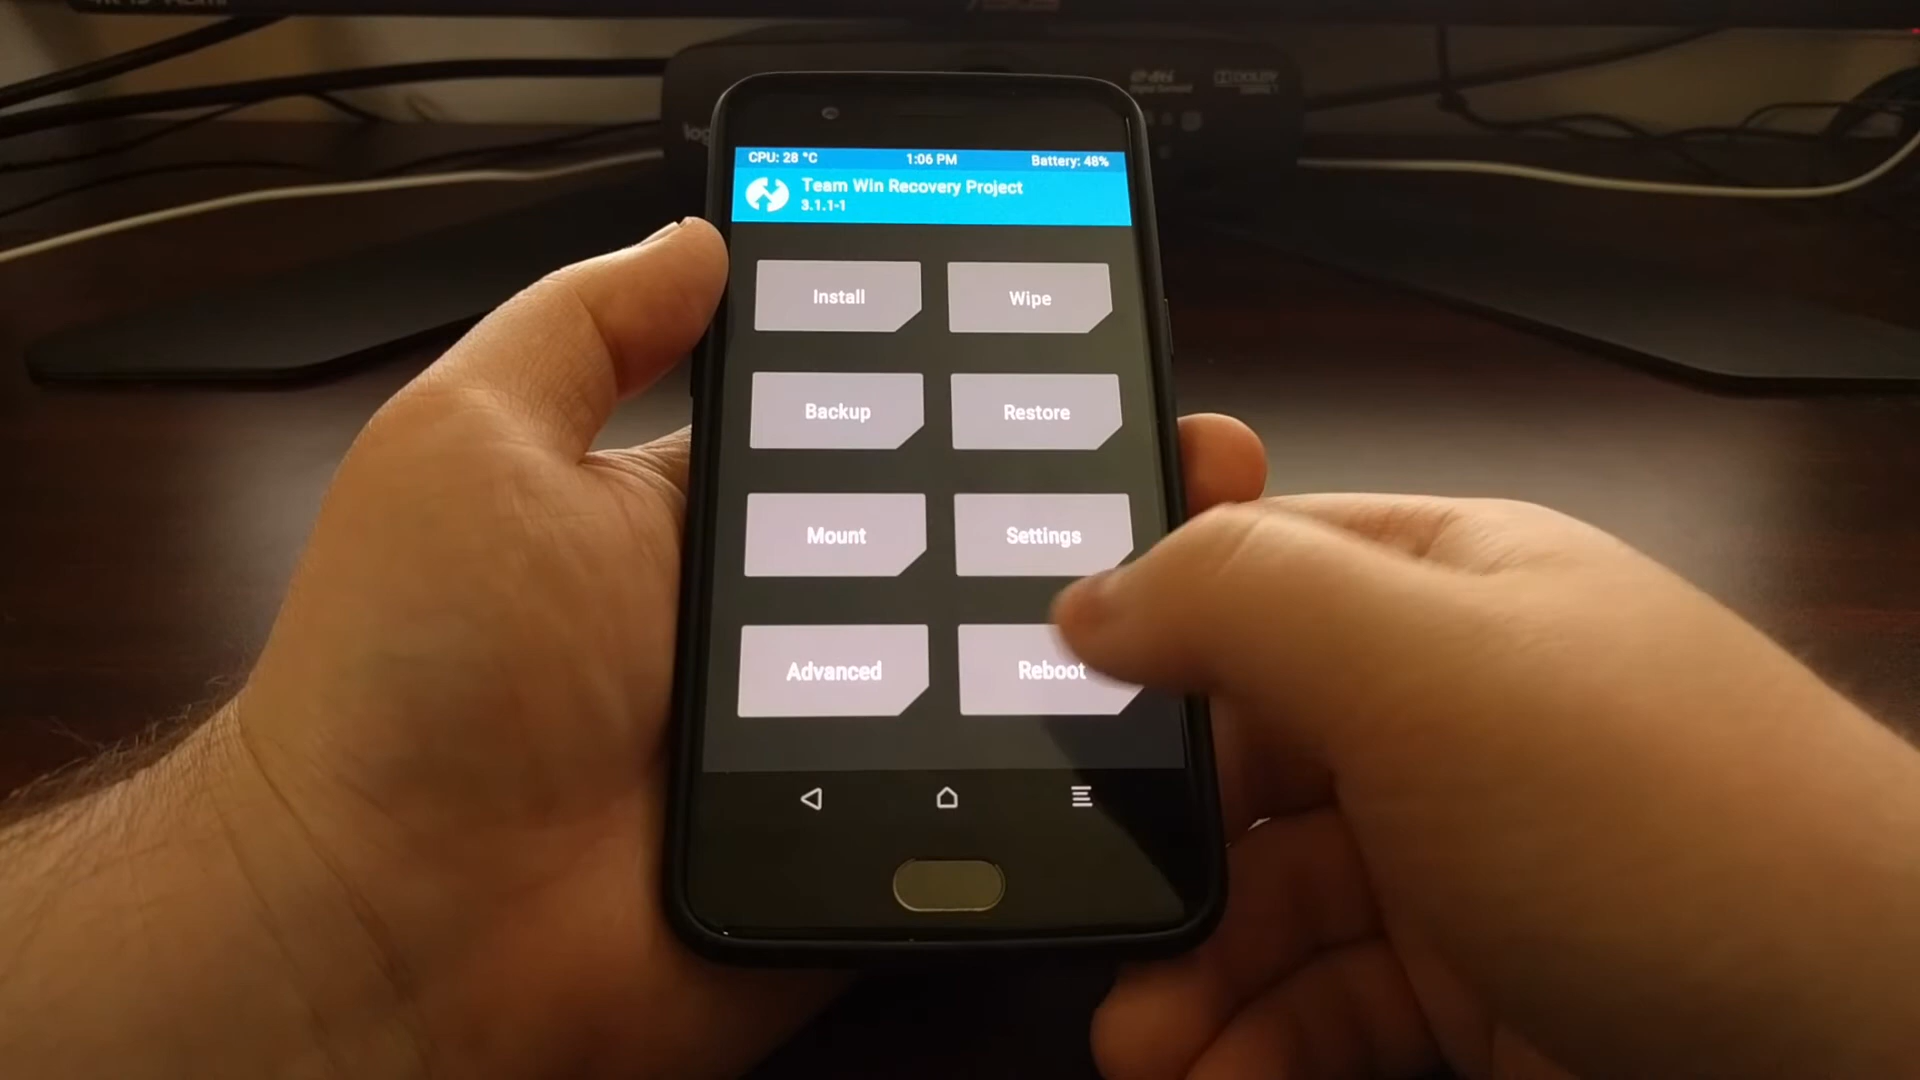 CPU: 28 °C 1:06 PM Battery: 48%
Team Win Recovery Project
3.1.1-1
Install Wipe
Backup Restore
Mount Settings
Advanced Reboot